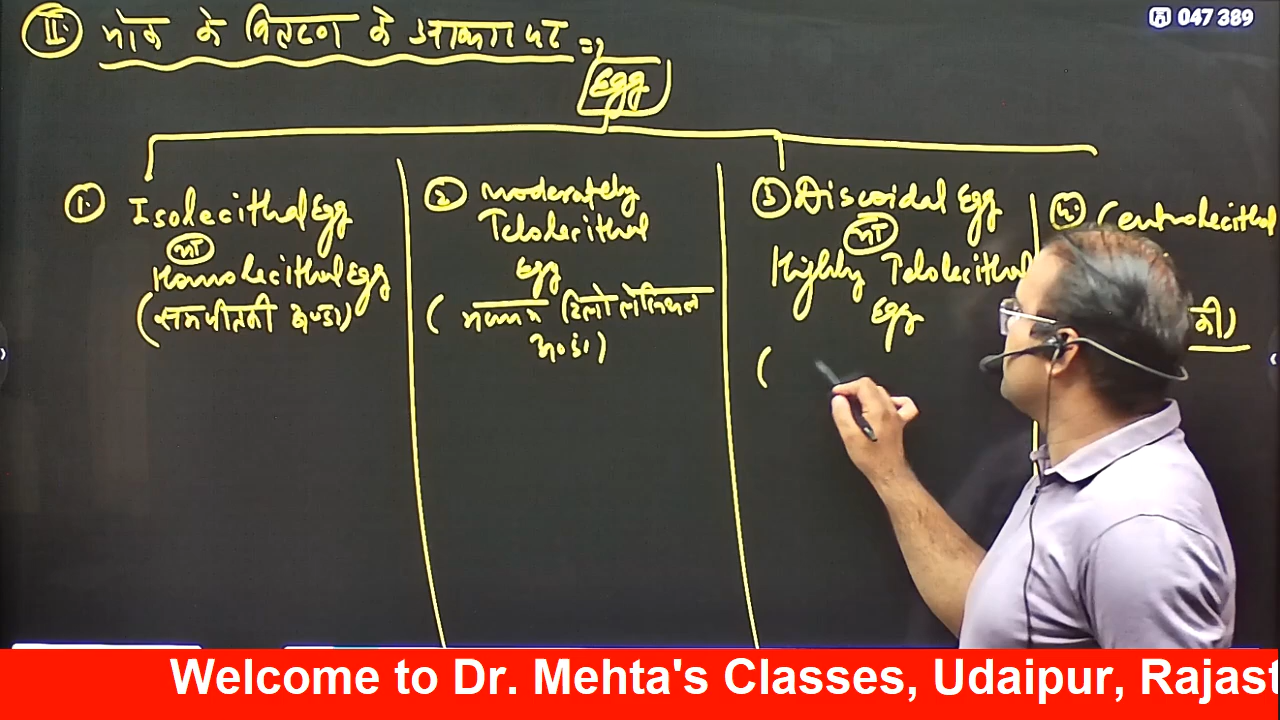 II. योक के वितरण के आधार पर =>
Egg
047 389
1. Isolecithal Egg
या
Homolecithal Egg
(समपीतकी अण्डा)
2. Moderately
Telolecithal
Egg
( मध्यम टिलोलेसिथल
अण्डा)
3 Discoidal Egg
या
Highly Telolecithal
Egg
(
4. Centrolecithal
की)
Welcome to Dr. Mehta's Classes, Udaipur, Rajast